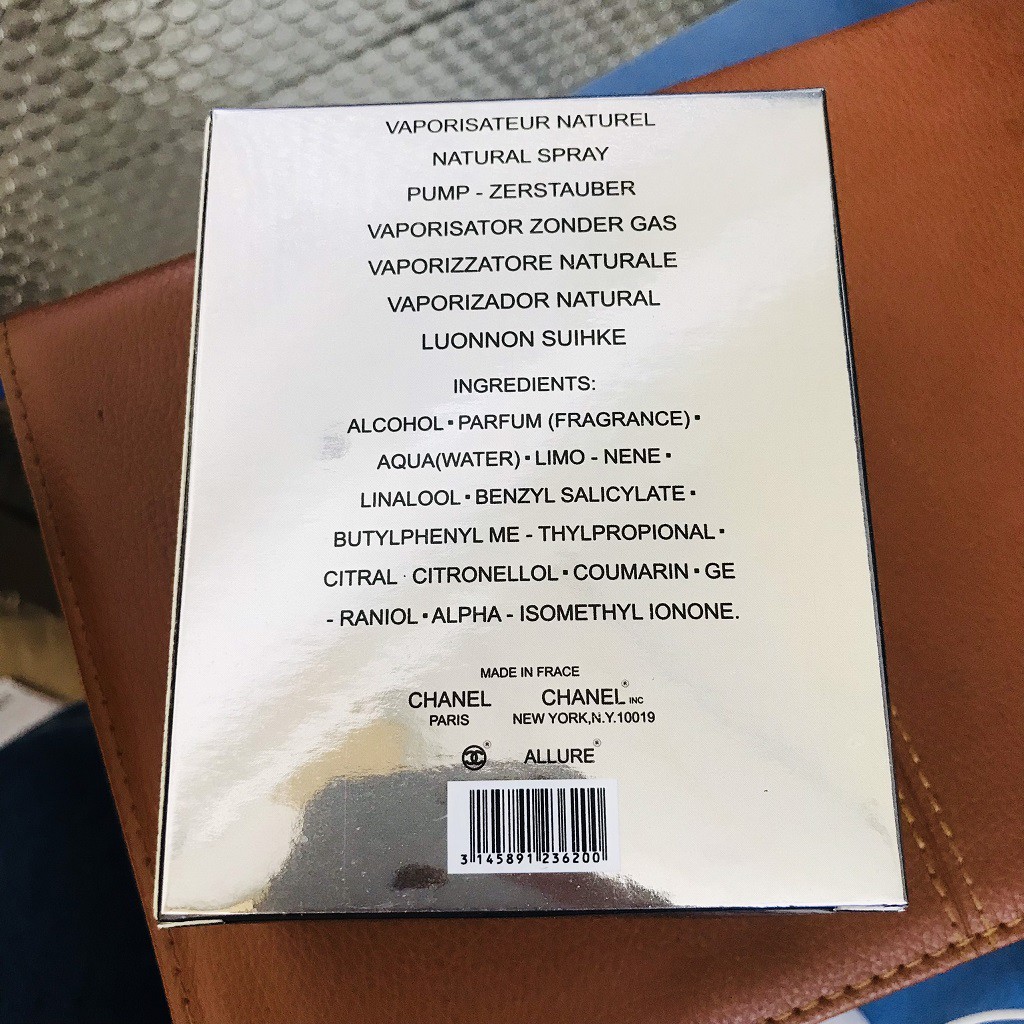 VAPORISATEUR NATUREL
NATURAL SPRAY
PUMP - ZERSTAUBER
VAPORISATOR ZONDER GAS
VAPORIZZATORE NATURALE
VAPORIZADOR NATURAL
LUONNON SUIHKE
INGREDIENTS:
ALCOHOL▪PARFUM (FRAGRANCE)▪
AQUA(WATER)▪LIMO - NENE▪
LINALOOL▪BENZYL SALICYLATE▪
BUTYLPHENYL ME - THYLPROPIONAL▪
CITRAL · CITRONELLOL▪COUMARIN▪GE
- RANIOL▪ALPHA - ISOMETHYL IONONE.
MADE IN FRACE
CHANEL CHANEL® INC
PARIS NEW YORK,N.Y.10019
® ALLURE®
3 145891 236200